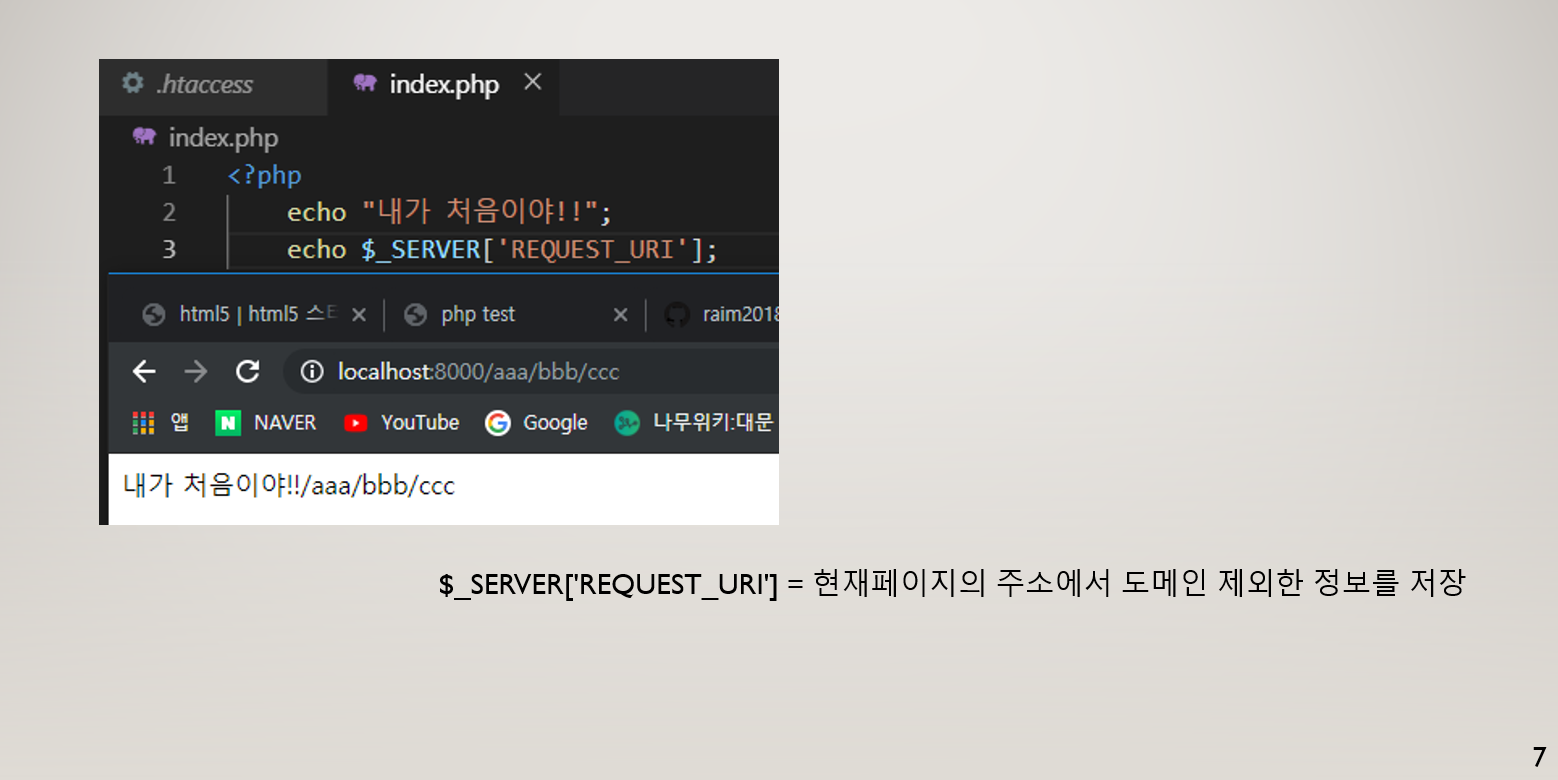 .htaccess index.php
index.php
1 <?php
2 echo "내가 처음이야!!";
3 echo $_SERVER['REQUEST_URI'];
html5 | html5 스 php test raim2018
localhost:8000/aaa/bbb/ccc
앱 NAVER YouTube Google 나무위키:대문
내가 처음이야!!/aaa/bbb/ccc
$_SERVER['REQUEST_URI'] = 현재페이지의 주소에서 도메인 제외한 정보를 저장
7